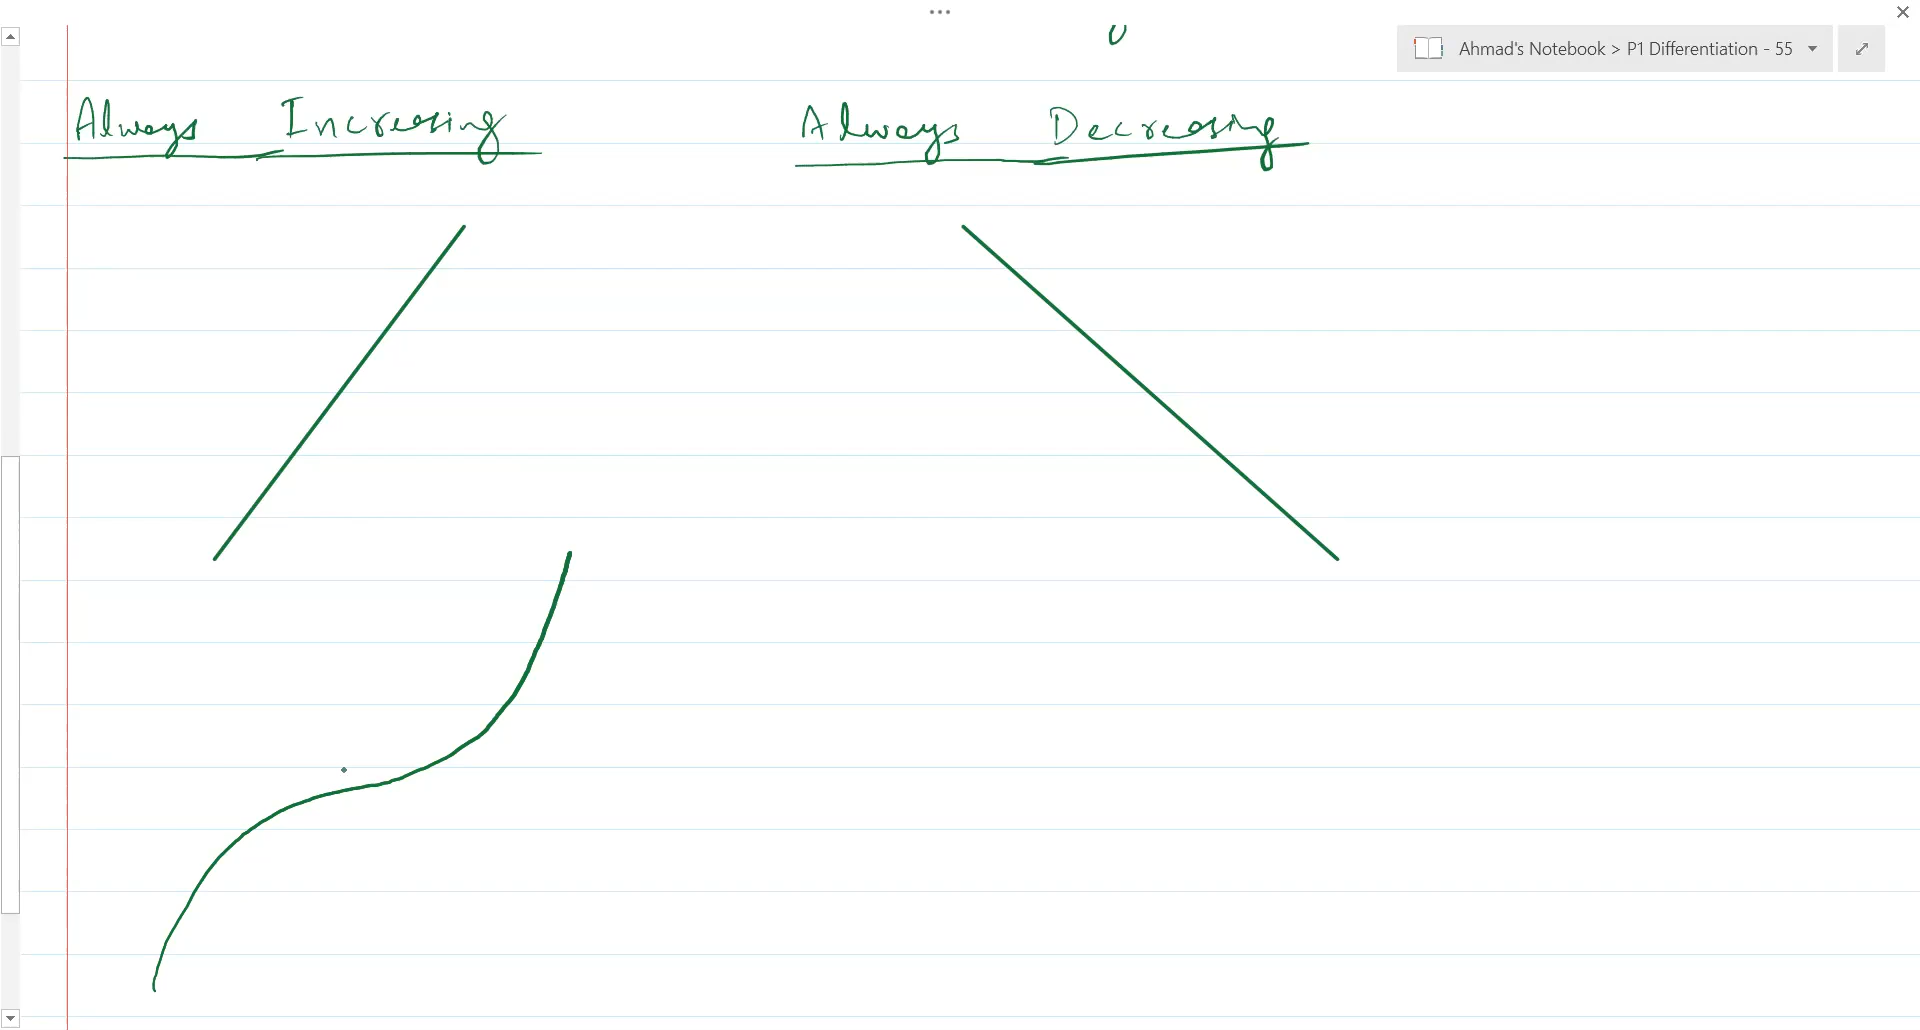 Ahmad's Notebook > P1 Differentiation - 55
Always Increasing
Always Decreasing